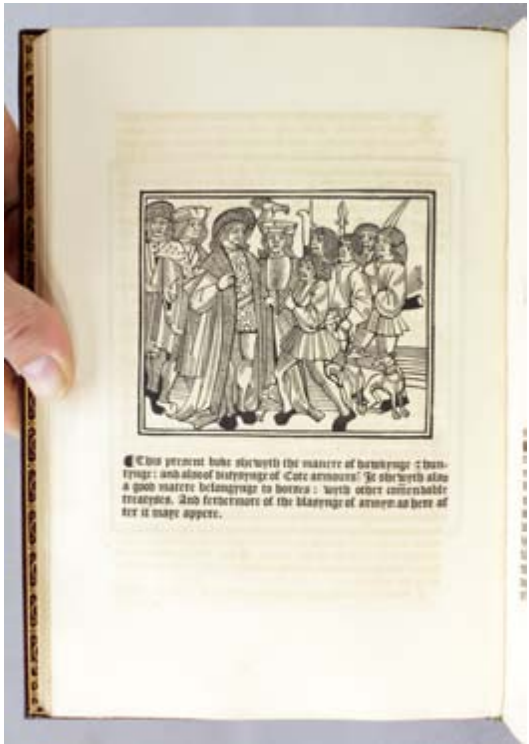 ❡ This present boke shewyth the manere of hawkynge ⁊ hun-
tynge: and also of diuysynge of Cote armours. It shewyth also
a good matere belongynge to horses: wyth other comendable
treatyses. And ferdermore of the blasynge of armys: as here af
ter it maye appere.